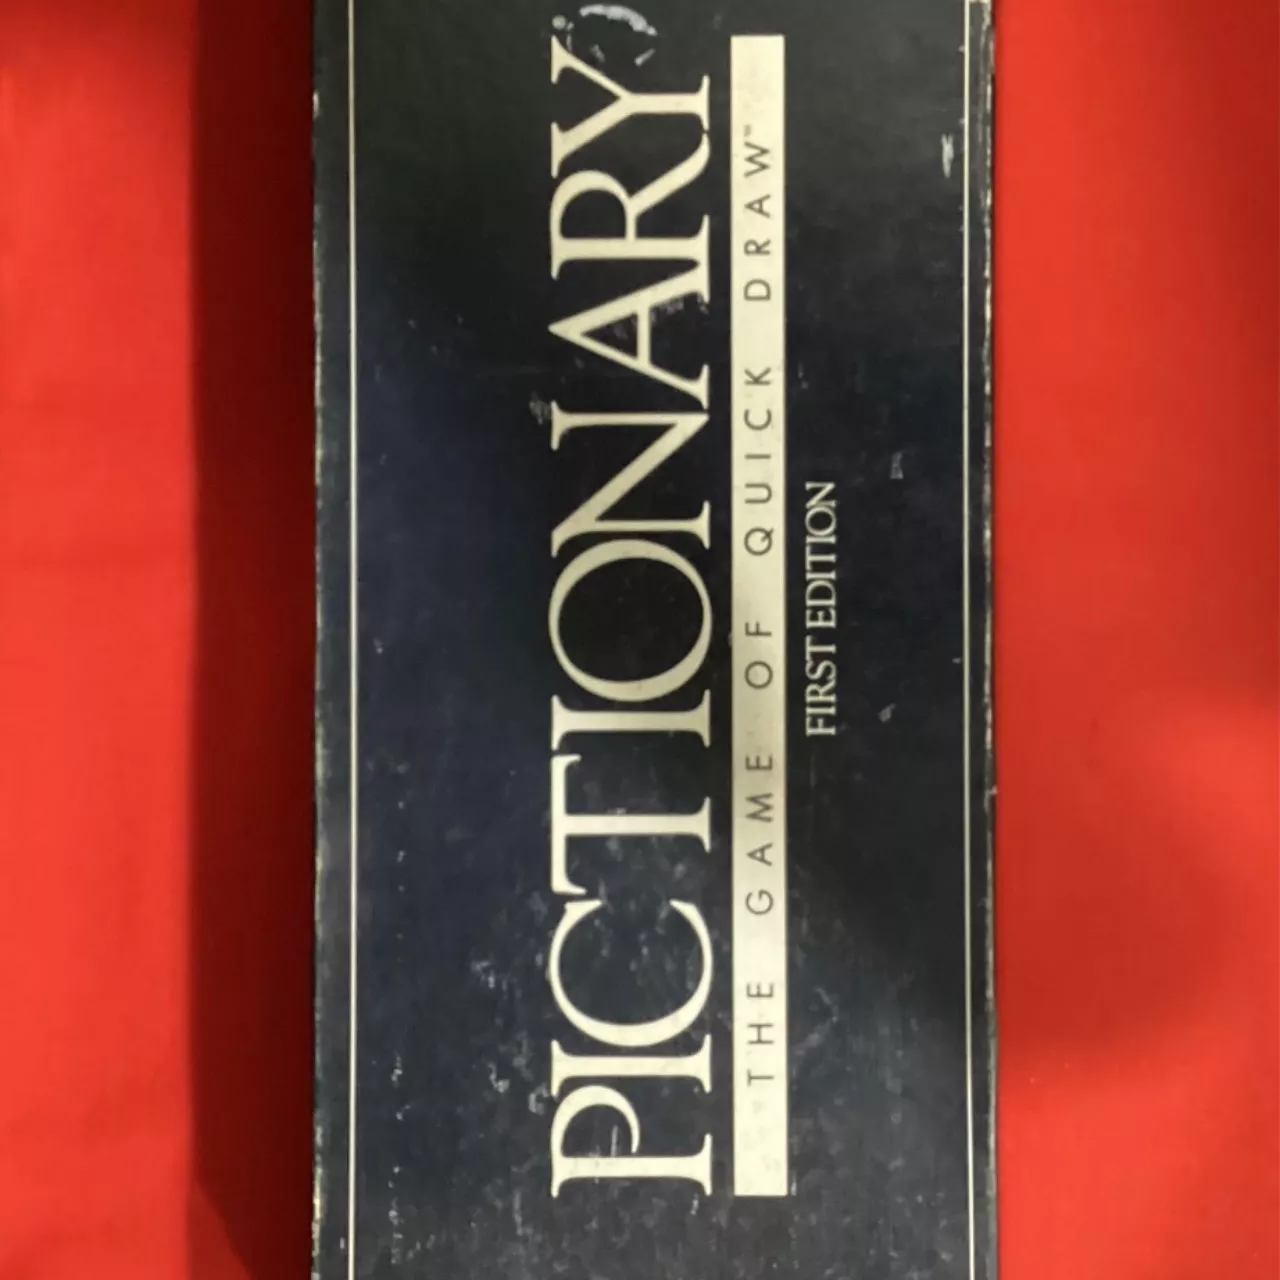 PICTIONARY
THE GAME OF QUICK DRAW™
FIRST EDITION